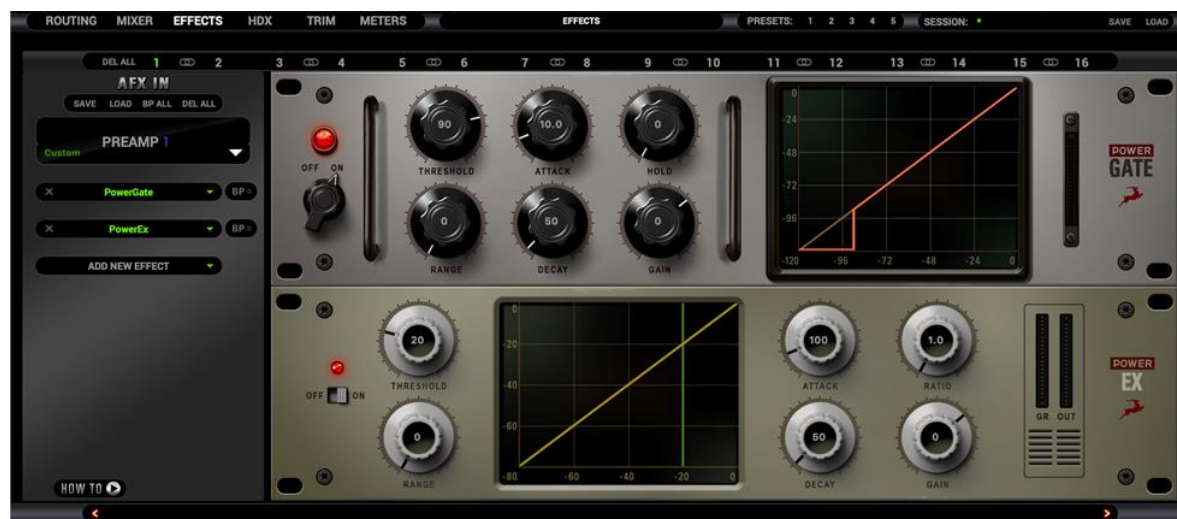 ROUTING MIXER EFFECTS HDX TRIM METERS EFFECTS PRESETS: 1 2 3 4 5 SESSION: SAVE LOAD
DEL ALL 1 2 3 4 5 6 7 8 9 10 11 12 13 14 15 16
AFX IN
SAVE LOAD BP ALL DEL ALL
PREAMP 1
Custom
PowerGate BP
PowerEx BP
ADD NEW EFFECT
HOW TO
OFF ON
90 10.0 0
THRESHOLD ATTACK HOLD
0 50 0
RANGE DECAY GAIN
0
-24
-48
-72
-96
-120 -96 -72 -48 -24 0
POWER
GATE
OFF ON
20
THRESHOLD
0
RANGE
0
-20
-40
-60
-80 -60 -40 -20 0
100 1.0
ATTACK RATIO
50 0
DECAY GAIN
GR OUT
POWER
EX